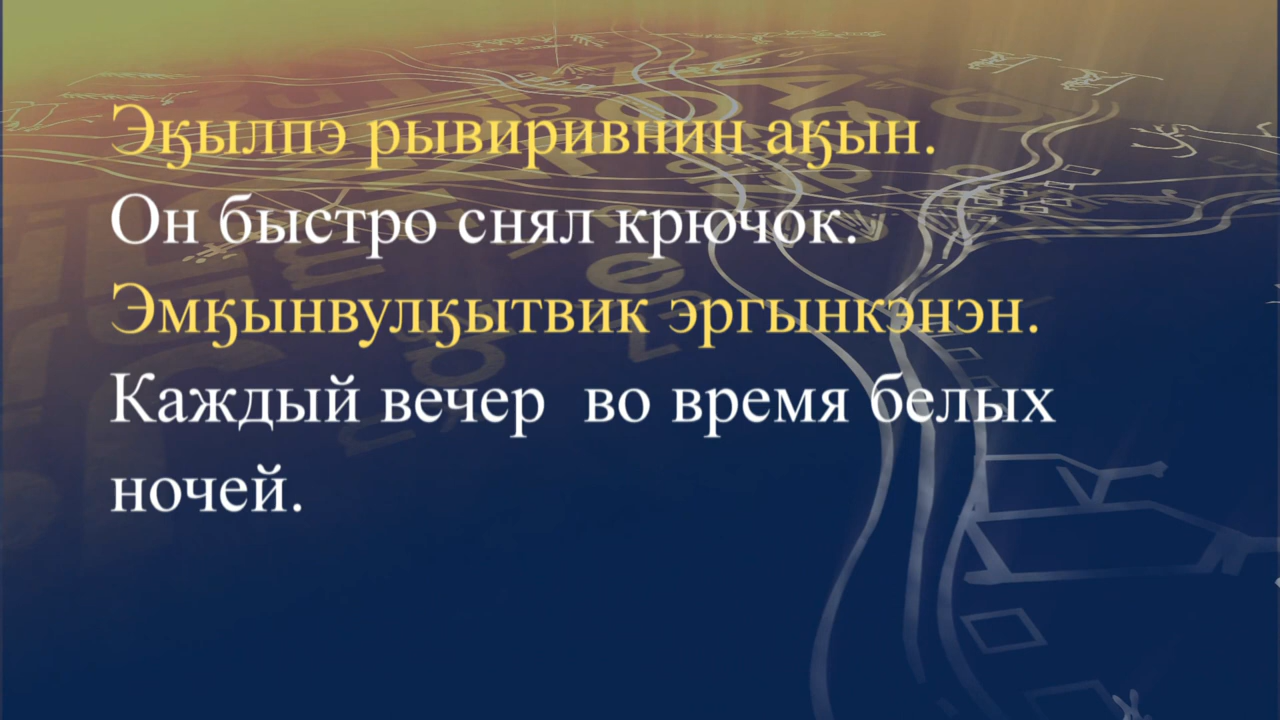 Эӄылпэ рывиривнин аӄын.
Он быстро снял крючок.
Эмӄынвулӄытвик эргынкэнэн.
Каждый вечер  во время белых
ночей.